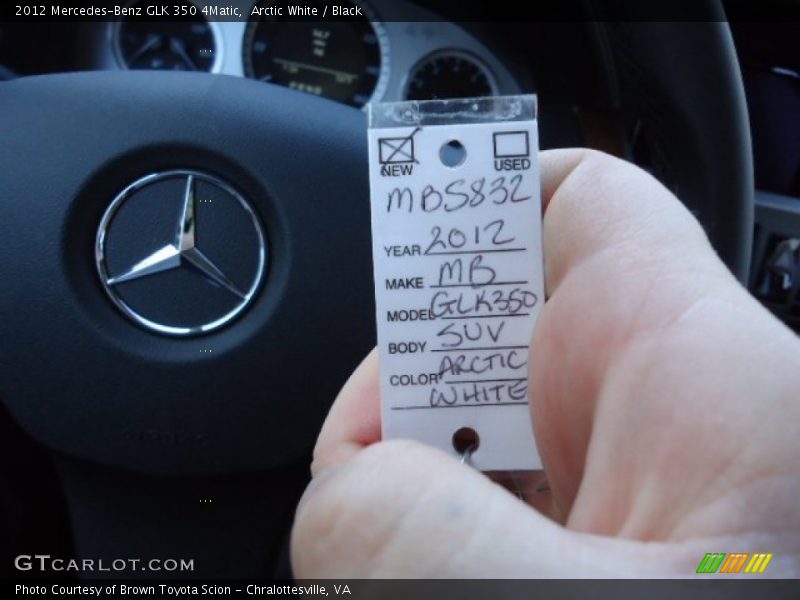 2012 Mercedes-Benz GLK 350 4Matic, Arctic White / Black
NEW
USED
MBS832
YEAR 2012
MAKE MB
MODEL GLK350
BODY SUV
COLOR ARCTIC
WHITE
GTCARLOT.COM
Photo Courtesy of Brown Toyota Scion - Chralottesville, VA